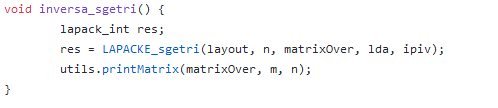 void inversa_sgetri() {
        lapack_int res;
        res = LAPACKE_sgetri(layout, n, matrixOver, lda, ipiv);
        utils.printMatrix(matrixOver, m, n);
}